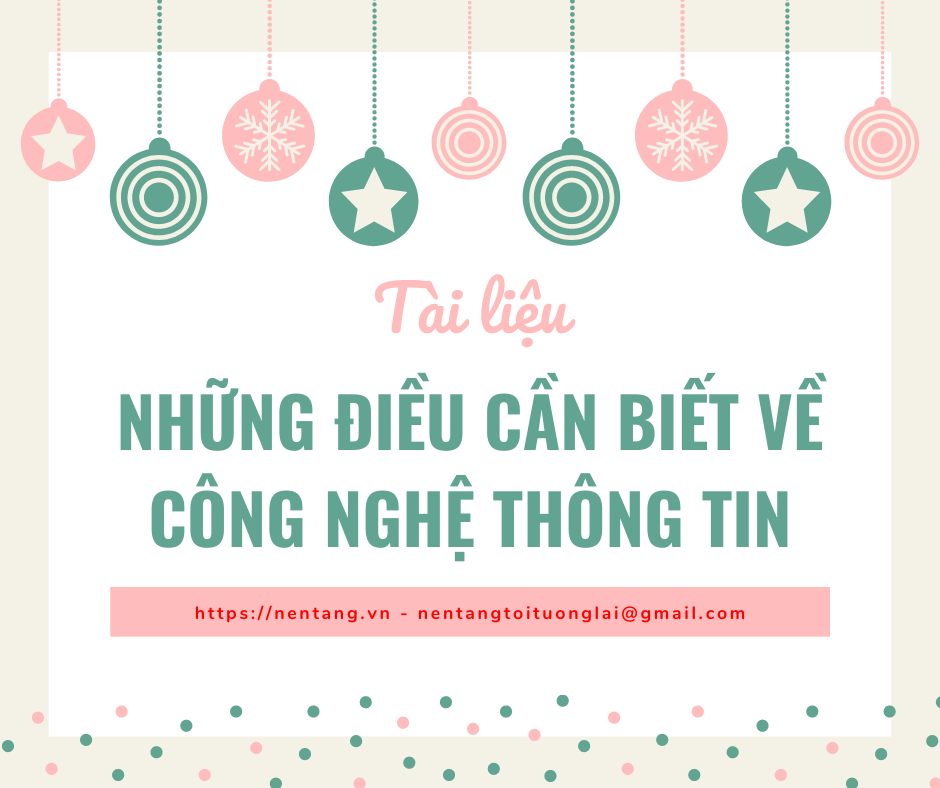 Tài liệu
NHỮNG ĐIỀU CẦN BIẾT VỀ
CÔNG NGHỆ THÔNG TIN
https://nentang.vn - nentangtoituonglai@gmail.com